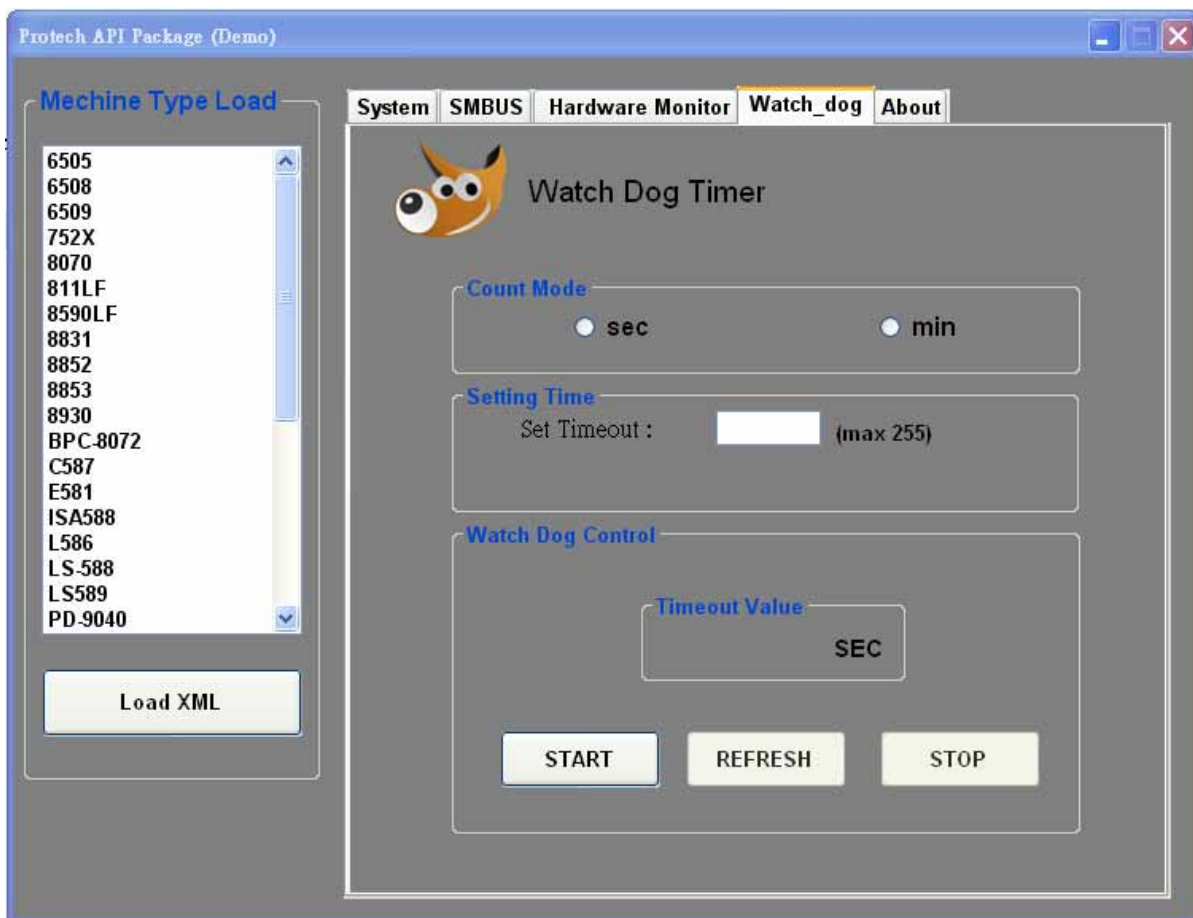 Protech API Package (Demo)
Mechine Type Load
6505
6508
6509
752X
8070
811LF
8590LF
8831
8852
8853
8930
BPC-8072
C587
E581
ISA588
L586
LS-588
LS589
PD-9040
Load XML
System SMBUS Hardware Monitor Watch_dog About
Watch Dog Timer
Count Mode
sec min
Setting Time
Set Timeout : (max 255)
Watch Dog Control
Timeout Value
SEC
START REFRESH STOP